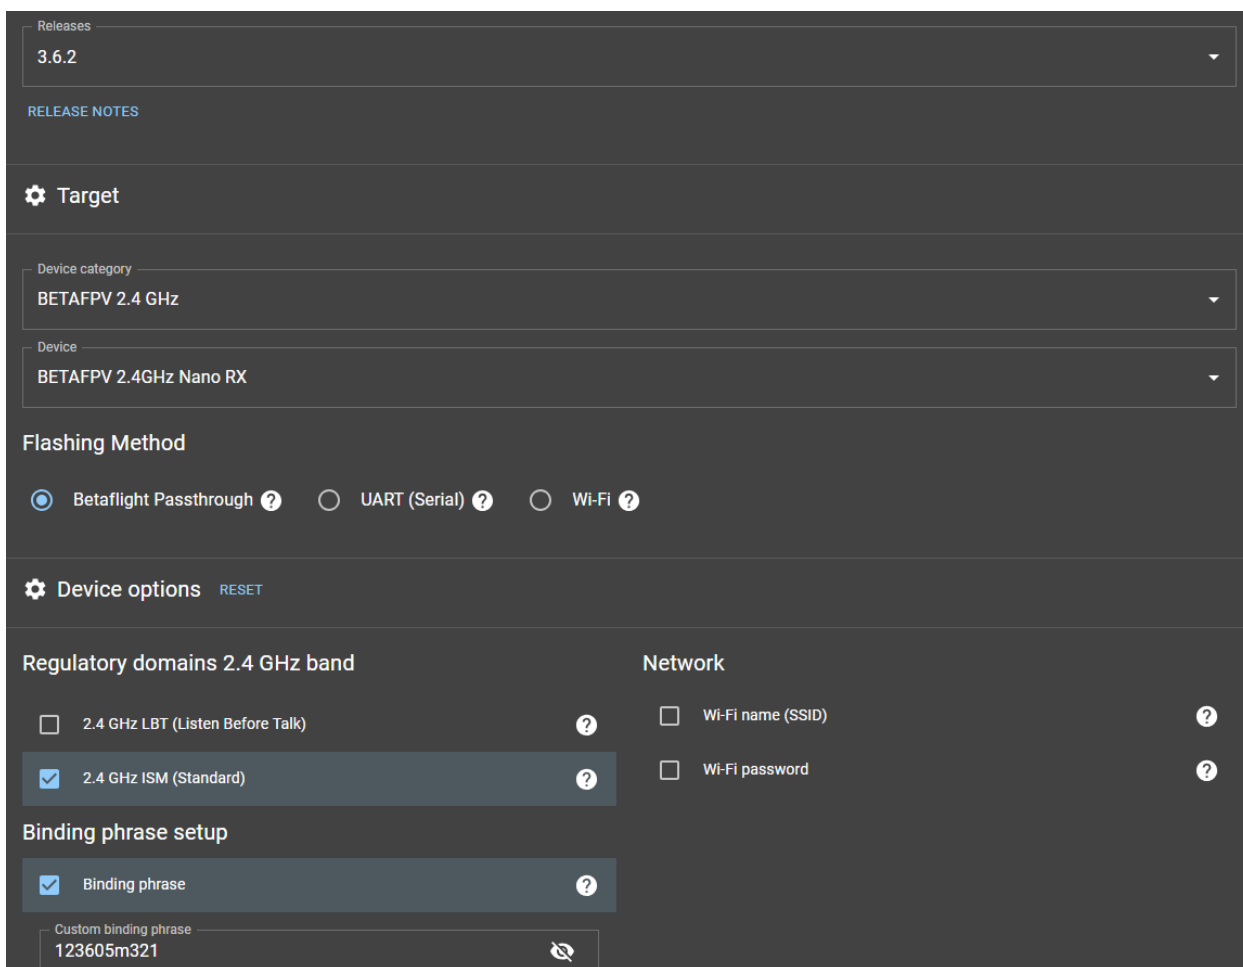 Releases
3.6.2
RELEASE NOTES
Target
Device category
BETAFPV 2.4 GHz
Device
BETAFPV 2.4GHz Nano RX
Flashing Method
Betaflight Passthrough ? UART (Serial) ? Wi-Fi ?
Device options RESET
Regulatory domains 2.4 GHz band
2.4 GHz LBT (Listen Before Talk) ?
2.4 GHz ISM (Standard) ?
Binding phrase setup
Binding phrase ?
Custom binding phrase
123605m321
Network
Wi-Fi name (SSID) ?
Wi-Fi password ?